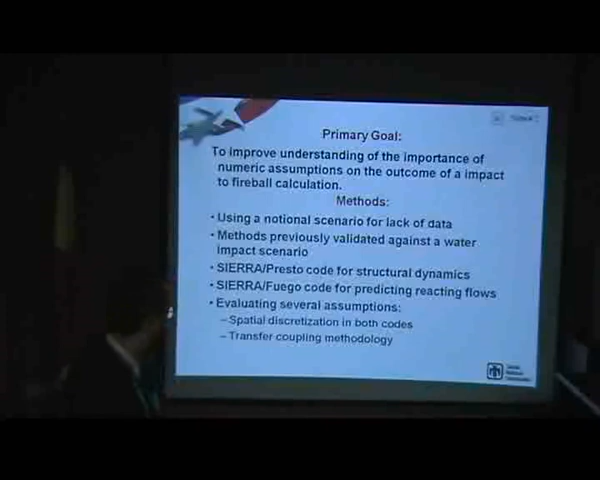 Primary Goal:
To improve understanding of the importance of
numeric assumptions on the outcome of a impact
to fireball calculation.
Methods:
• Using a notional scenario for lack of data
• Methods previously validated against a water
impact scenario
• SIERRA/Presto code for structural dynamics
• SIERRA/Fuego code for predicting reacting flows
• Evaluating several assumptions:
– Spatial discretization in both codes
– Transfer coupling methodology